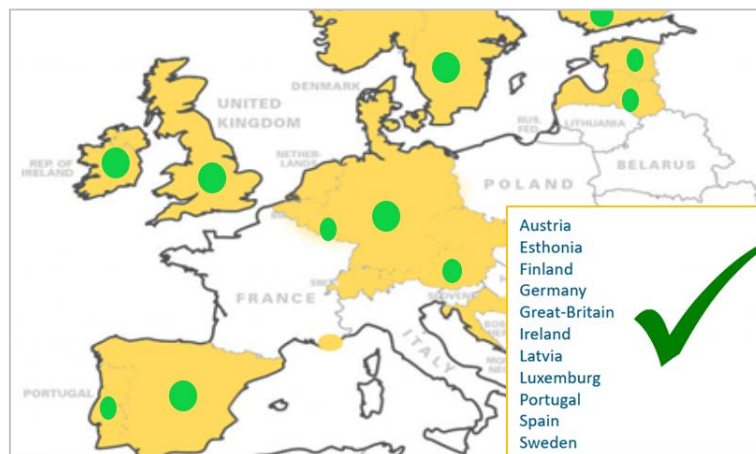 DENMARK
UNITED
KINGDOM
REP. OF
IRELAND
NETHER-
LANDS
RUS.
FED.
LITHUANIA
BELARUS
POLAND
FRANCE
ITALY
PORTUGAL
Austria
Esthonia
Finland
Germany
Great-Britain
Ireland
Latvia
Luxemburg
Portugal
Spain
Sweden